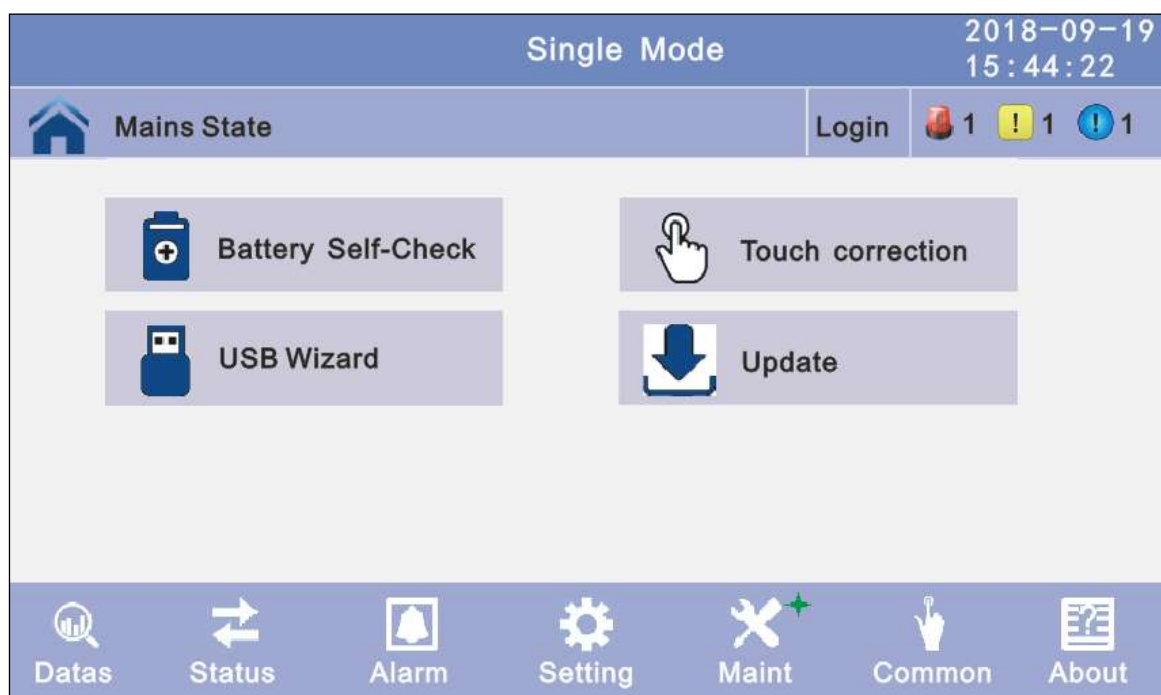 Single Mode
2018-09-19
15:44:22
Mains State
Login
1
! 1
! 1
Battery Self-Check
Touch correction
USB Wizard
Update
Datas
Status
Alarm
Setting
Maint
Common
?
About